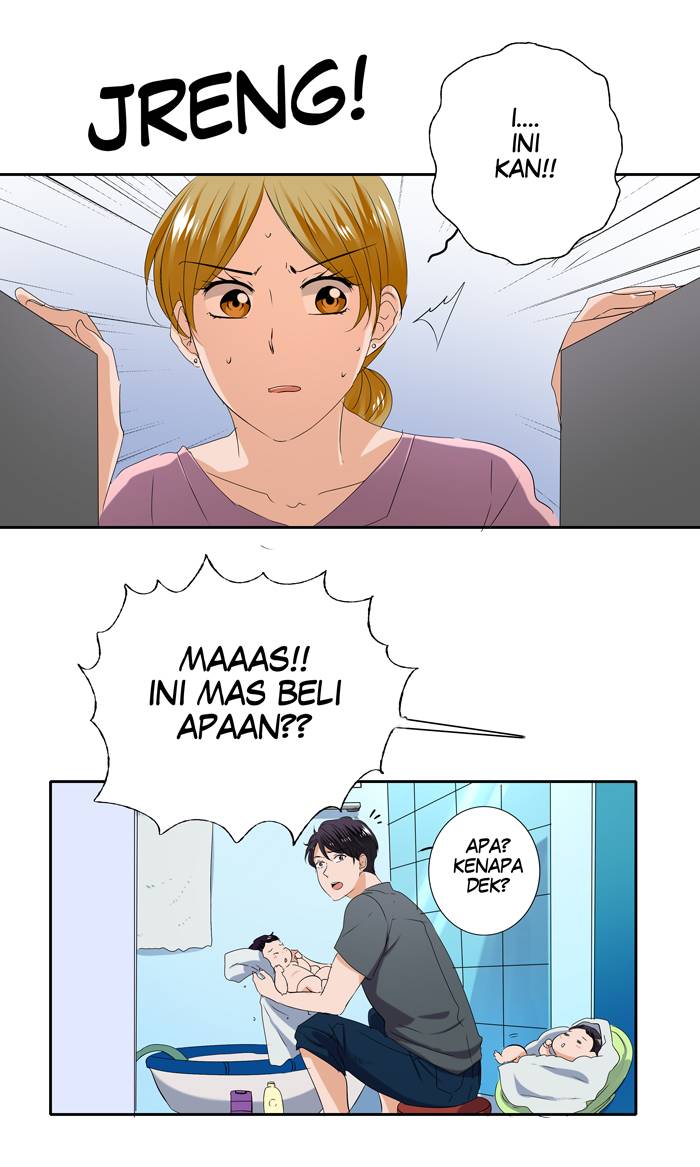 JRENG!
I....
INI
KAN!!
MAAAS!!
INI MAS BELI
APAAN??
APA?
KENAPA
DEK?